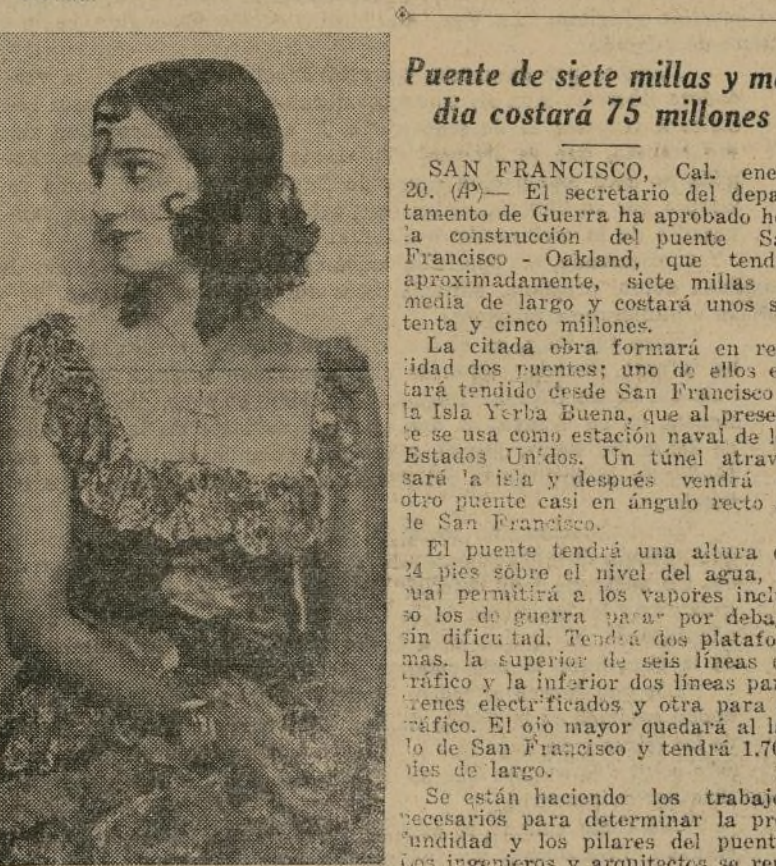 Puente de siete millas y me
dia costará 75 millones
SAN FRANCISCO, Cal. ene
20. (AP)— El secretario del depa
tamento de Guerra ha aprobado h
la construcción del puente Sa
Francisco - Oakland, que tend
aproximadamente, siete millas
media de largo y costará unos s
tenta y cinco millones.
La citada obra formará en re
lidad dos puentes; uno de ellos e
tará tendido desde San Francisco
la Isla Yerba Buena, que al prese
te se usa como estación naval de l
Estados Unidos. Un túnel atrav
sará la isla y después vendrá
otro puente casi en ángulo recto
de San Francisco.
El puente tendrá una altura
24 pies sobre el nivel del agua,
cual permitirá a los vapores incl
so los de guerra pasar por deba
sin dificultad. Tendrá dos platafo
mas, la superior de seis líneas d
tráfico y la inferior dos líneas par
trenes electrificados y otra para
tráfico. El ojo mayor quedará al l
lo de San Francisco y tendrá 1.7
pies de largo.
Se están haciendo los trabaj
necesarios para determinar la pr
fundidad y los pilares del puent
Los ingenieros y arquitectos se re